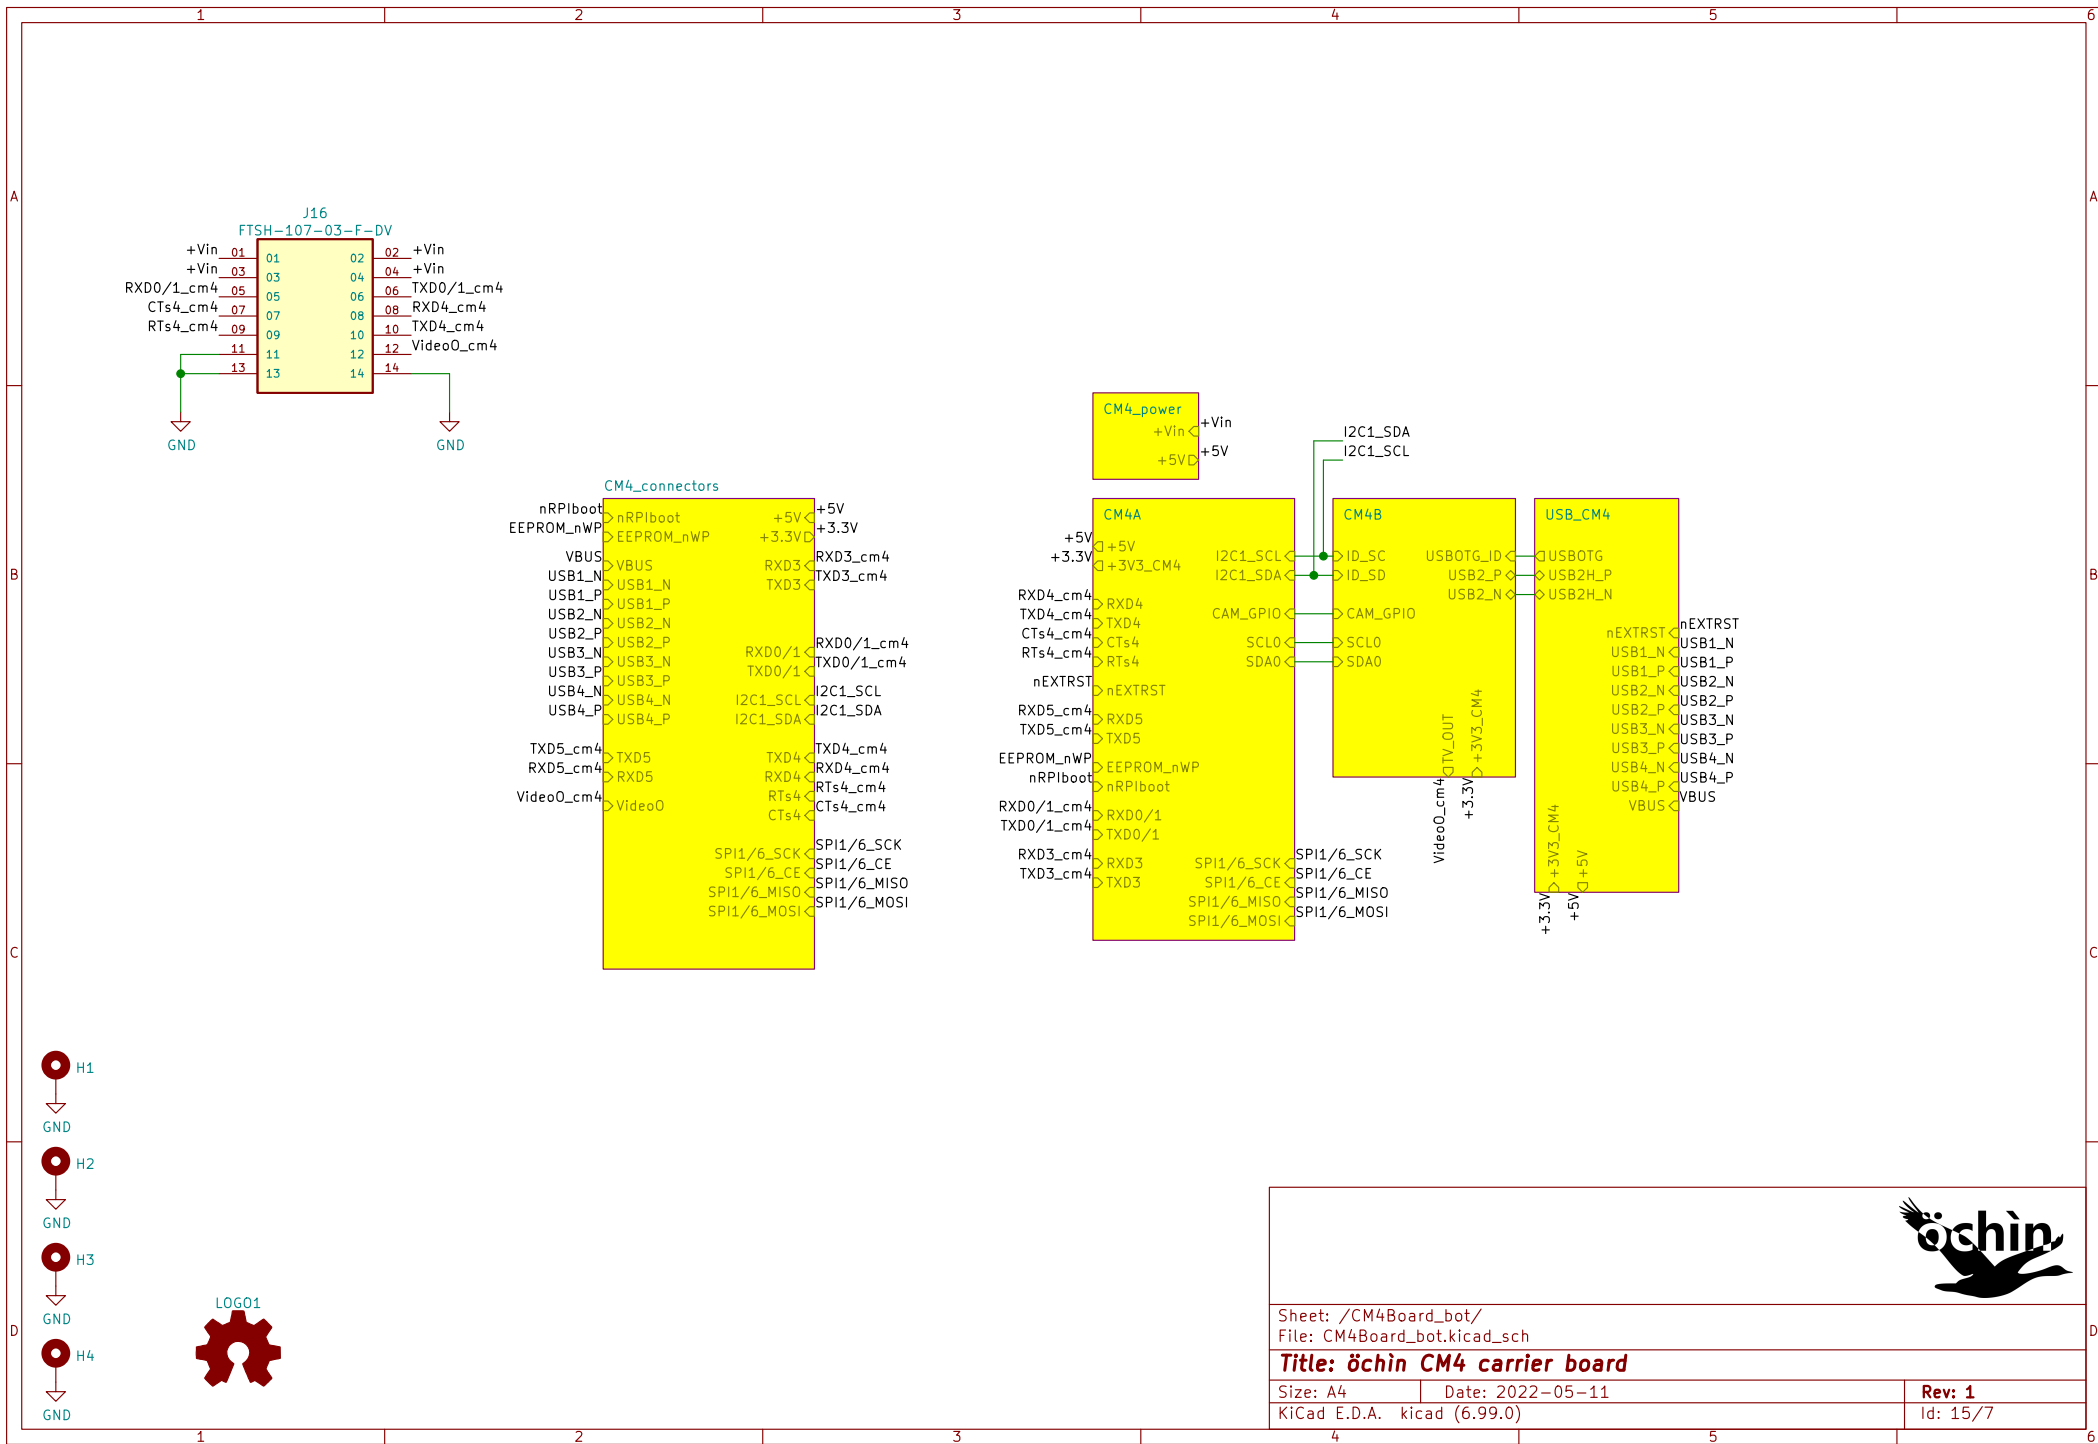 1 2 3 4 5 6
A
A
B
B
C
C
D
D
J16
FTSH-107-03-F-DV
+Vin 01 01 02 02 +Vin
+Vin 03 03 04 04 +Vin
RXD0/1_cm4 05 05 06 06 TXD0/1_cm4
CTs4_cm4 07 07 08 08 RXD4_cm4
RTs4_cm4 09 09 10 10 TXD4_cm4
11 11 12 12 VideoO_cm4
13 13 14 14
GND GND
CM4_connectors
nRPIboot nRPIboot +5V +5V
EEPROM_nWP EEPROM_nWP +3.3V +3.3V
VBUS VBUS RXD3 RXD3_cm4
USB1_N USB1_N TXD3 TXD3_cm4
USB1_P USB1_P
USB2_N USB2_N
USB2_P USB2_P
USB3_N USB3_N RXD0/1 RXD0/1_cm4
USB3_P USB3_P TXD0/1 TXD0/1_cm4
USB4_N USB4_N I2C1_SCL I2C1_SCL
USB4_P USB4_P I2C1_SDA I2C1_SDA
TXD5_cm4 TXD5 TXD4 TXD4_cm4
RXD5_cm4 RXD5 RXD4 RXD4_cm4
RTs4 RTs4_cm4
VideoO_cm4 VideoO CTs4 CTs4_cm4
SPI1/6_SCK SPI1/6_SCK
SPI1/6_CE SPI1/6_CE
SPI1/6_MISO SPI1/6_MISO
SPI1/6_MOSI SPI1/6_MOSI
CM4_power
+Vin +Vin
+5V +5V
I2C1_SDA
I2C1_SCL
CM4A
+5V +5V I2C1_SCL
+3.3V +3V3_CM4 I2C1_SDA
RXD4_cm4 RXD4 CAM_GPIO
TXD4_cm4 TXD4
CTs4_cm4 CTs4 SCL0
RTs4_cm4 RTs4 SDA0
nEXTRST nEXTRST
RXD5_cm4 RXD5
TXD5_cm4 TXD5
EEPROM_nWP EEPROM_nWP
nRPIboot nRPIboot
RXD0/1_cm4 RXD0/1
TXD0/1_cm4 TXD0/1
RXD3_cm4 RXD3 SPI1/6_SCK SPI1/6_SCK
TXD3_cm4 TXD3 SPI1/6_CE SPI1/6_CE
SPI1/6_MISO SPI1/6_MISO
SPI1/6_MOSI SPI1/6_MOSI
CM4B
ID_SC USBOTG_ID
ID_SD USB2_P
USB2_N
CAM_GPIO
SCL0
SDA0
TV_OUT +3V3_CM4
VideoO_cm4 +3.3V
USB_CM4
USBOTG
USB2H_P
USB2H_N
nEXTRST nEXTRST
USB1_N USB1_N
USB1_P USB1_P
USB2_N USB2_N
USB2_P USB2_P
USB3_N USB3_N
USB3_P USB3_P
USB4_N USB4_N
USB4_P USB4_P
VBUS VBUS
+3V3_CM4 +5V
+3.3V +5V
H1
GND
H2
GND
H3
GND
H4
GND
LOGO1
öchìn
Sheet: /CM4Board_bot/
File: CM4Board_bot.kicad_sch
Title: öchìn CM4 carrier board
Size: A4 Date: 2022-05-11 Rev: 1
KiCad E.D.A. kicad (6.99.0) Id: 15/7
1 2 3 4 5 6